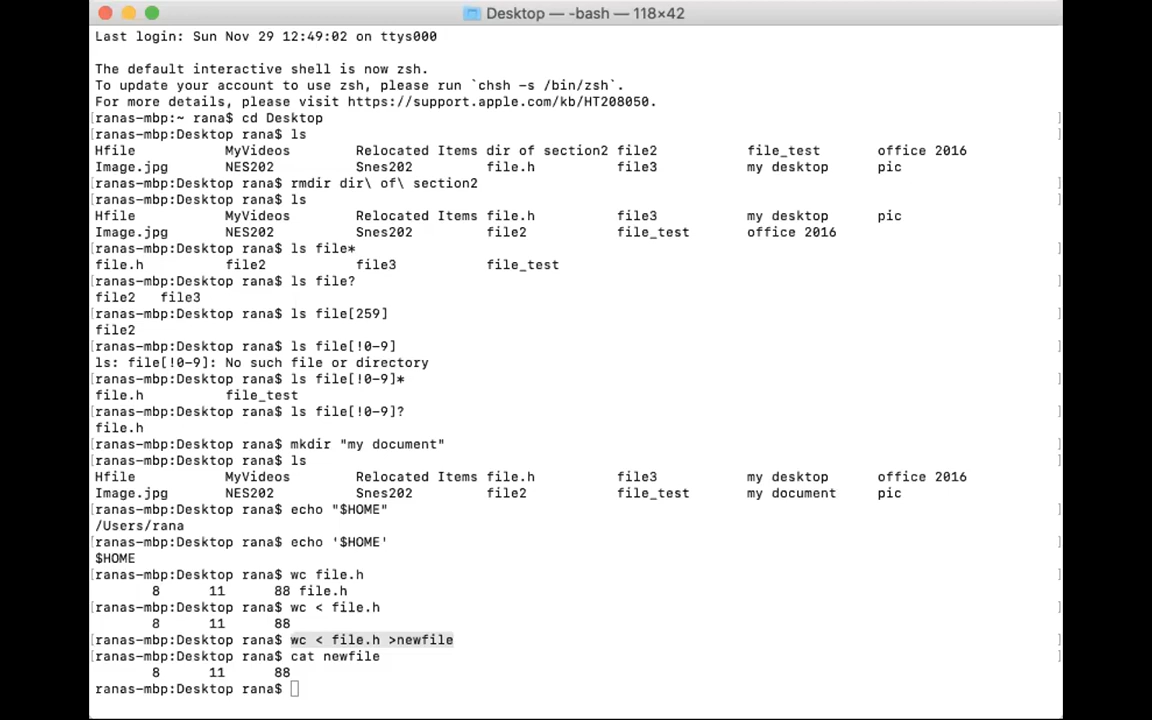 Desktop — -bash — 118×42
Last login: Sun Nov 29 12:49:02 on ttys000
The default interactive shell is now zsh.
To update your account to use zsh, please run `chsh -s /bin/zsh`.
For more details, please visit https://support.apple.com/kb/HT208050.
[ranas-mbp:~ rana$ cd Desktop ]
[ranas-mbp:Desktop rana$ ls ]
Hfile MyVideos Relocated Items dir of section2 file2 file_test office 2016
Image.jpg NES202 Snes202 file.h file3 my desktop pic
[ranas-mbp:Desktop rana$ rmdir dir\ of\ section2 ]
[ranas-mbp:Desktop rana$ ls ]
Hfile MyVideos Relocated Items file.h file3 my desktop pic
Image.jpg NES202 Snes202 file2 file_test office 2016
[ranas-mbp:Desktop rana$ ls file* ]
file.h file2 file3 file_test
[ranas-mbp:Desktop rana$ ls file? ]
file2 file3
[ranas-mbp:Desktop rana$ ls file[259] ]
file2
[ranas-mbp:Desktop rana$ ls file[!0-9] ]
ls: file[!0-9]: No such file or directory
[ranas-mbp:Desktop rana$ ls file[!0-9]* ]
file.h file_test
[ranas-mbp:Desktop rana$ ls file[!0-9]? ]
file.h
[ranas-mbp:Desktop rana$ mkdir "my document" ]
[ranas-mbp:Desktop rana$ ls ]
Hfile MyVideos Relocated Items file.h file3 my desktop office 2016
Image.jpg NES202 Snes202 file2 file_test my document pic
[ranas-mbp:Desktop rana$ echo "$HOME" ]
/Users/rana
[ranas-mbp:Desktop rana$ echo '$HOME' ]
$HOME
[ranas-mbp:Desktop rana$ wc file.h ]
8 11 88 file.h
[ranas-mbp:Desktop rana$ wc < file.h ]
8 11 88
[ranas-mbp:Desktop rana$ wc < file.h >newfile ]
[ranas-mbp:Desktop rana$ cat newfile ]
8 11 88
ranas-mbp:Desktop rana$